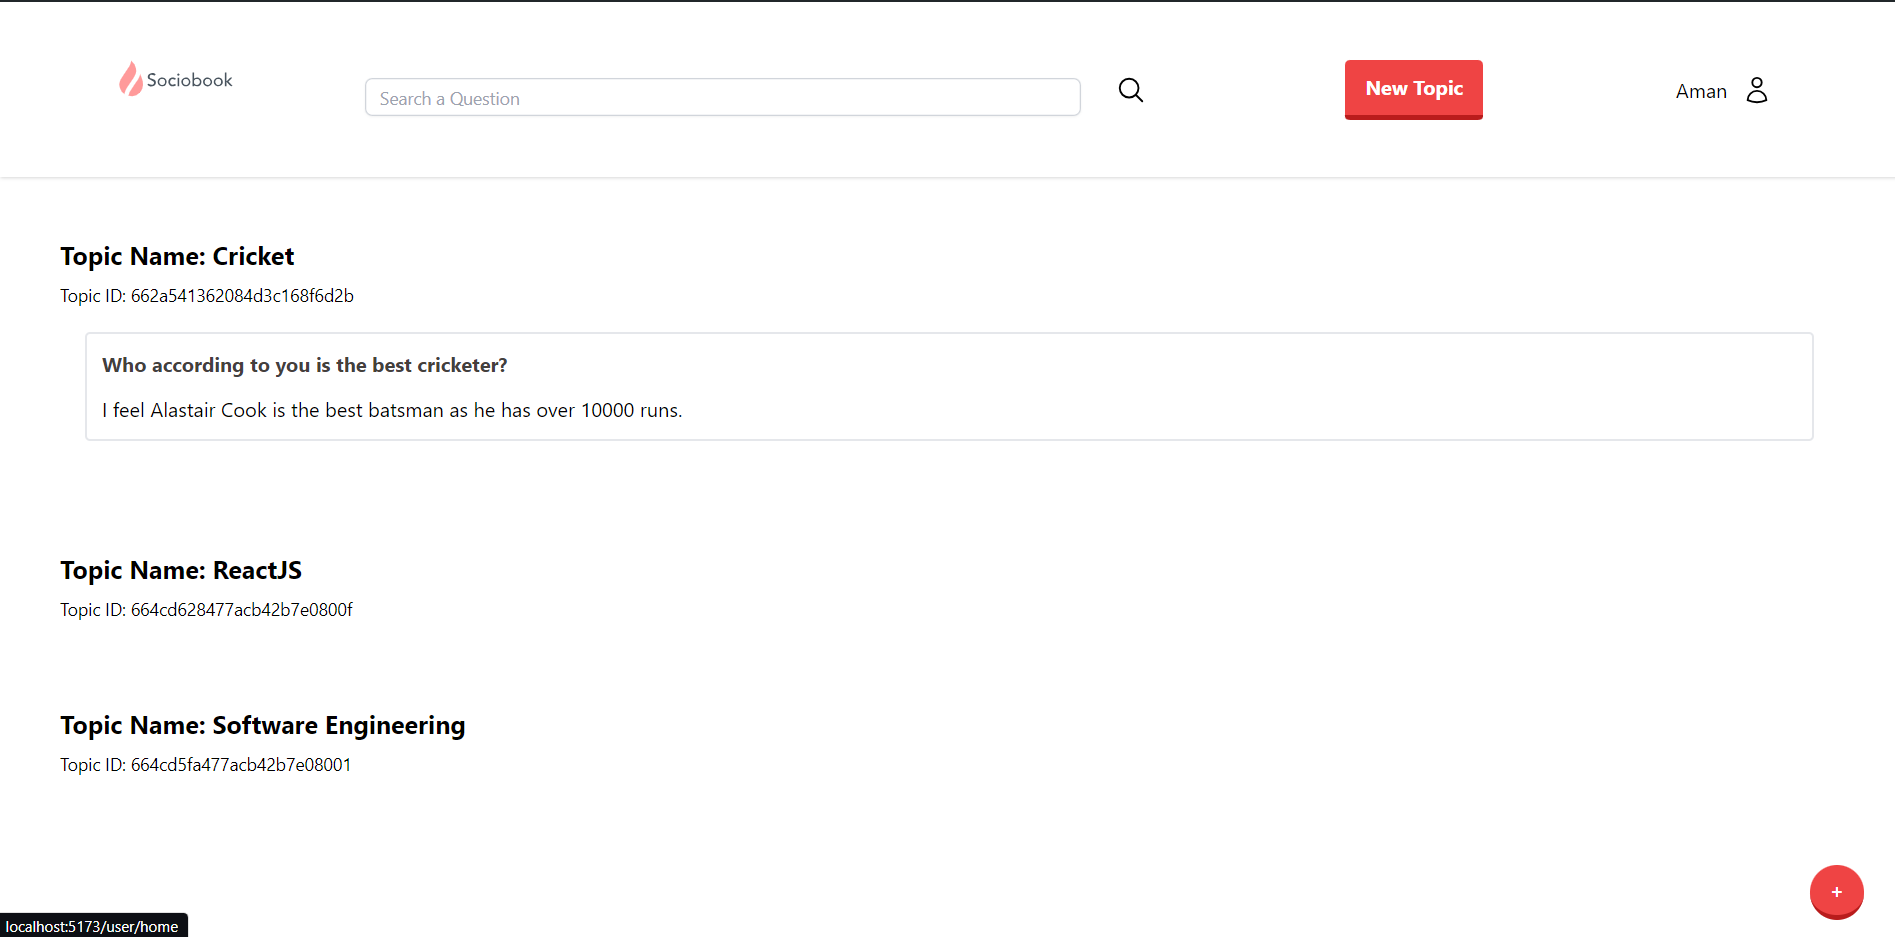 Sociobook
Search a Question
New Topic
Aman
Topic Name: Cricket
Topic ID: 662a541362084d3c168f6d2b
Who according to you is the best cricketer?
I feel Alastair Cook is the best batsman as he has over 10000 runs.
Topic Name: ReactJS
Topic ID: 664cd628477acb42b7e0800f
Topic Name: Software Engineering
Topic ID: 664cd5fa477acb42b7e08001
+
localhost:5173/user/home